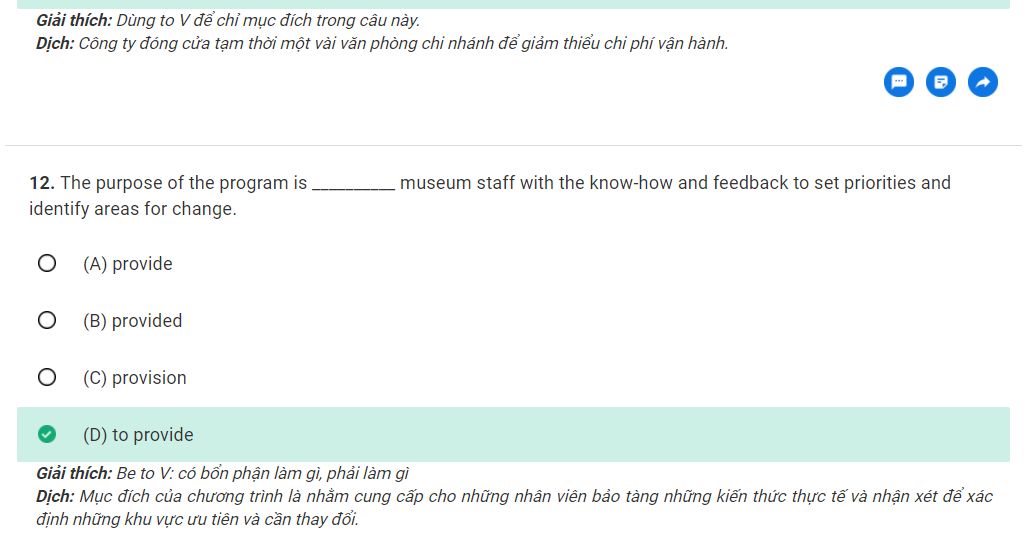 Giải thích: Dùng to V để chỉ mục đích trong câu này.
Dịch: Công ty đóng cửa tạm thời một vài văn phòng chi nhánh để giảm thiểu chi phí vận hành.
12. The purpose of the program is __________ museum staff with the know-how and feedback to set priorities and
identify areas for change.
(A) provide
(B) provided
(C) provision
(D) to provide
Giải thích: Be to V: có bổn phận làm gì, phải làm gì
Dịch: Mục đích của chương trình là nhằm cung cấp cho những nhân viên bảo tàng những kiến thức thực tế và nhận xét để xác
định những khu vực ưu tiên và cần thay đổi.